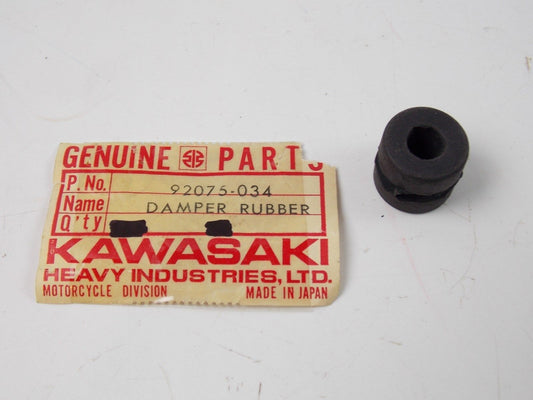 GENUINE PARTS
P. No. 92075-034
Name DAMPER RUBBER
Q'ty
KAWASAKI
HEAVY INDUSTRIES, LTD.
MOTORCYCLE DIVISION MADE IN JAPAN